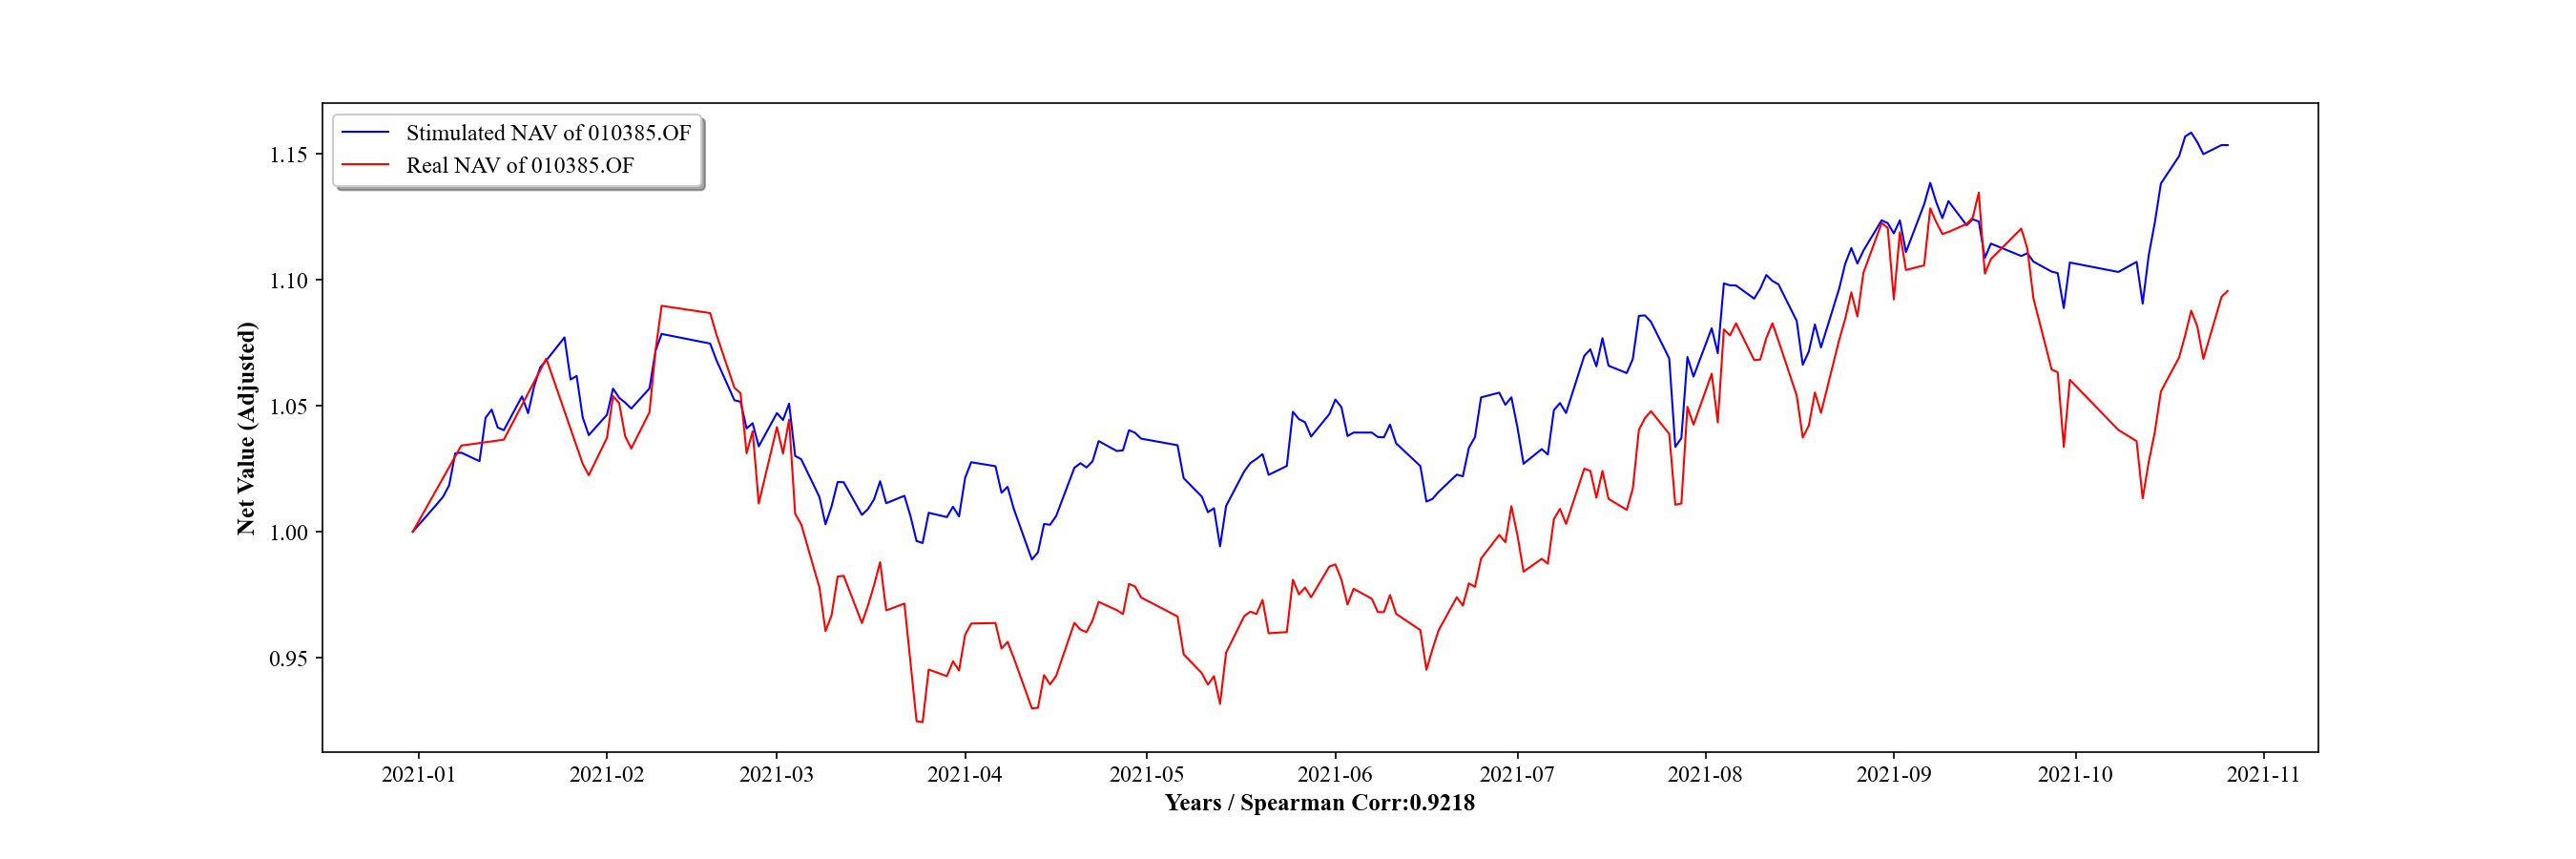 Stimulated NAV of 010385.OF
Real NAV of 010385.OF
Net Value (Adjusted)
1.15
1.10
1.05
1.00
0.95
2021-01 2021-02 2021-03 2021-04 2021-05 2021-06 2021-07 2021-08 2021-09 2021-10 2021-11
Years / Spearman Corr:0.9218